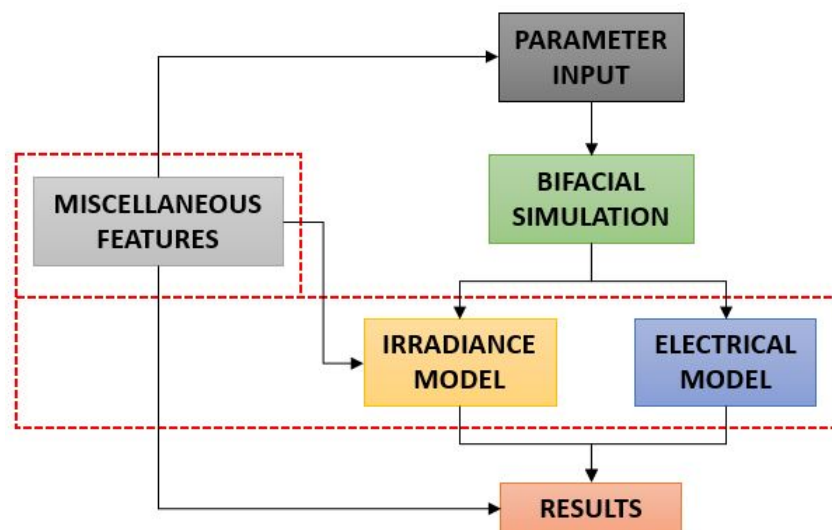 PARAMETER
INPUT
MISCELLANEOUS
FEATURES
BIFACIAL
SIMULATION
IRRADIANCE
MODEL
ELECTRICAL
MODEL
RESULTS